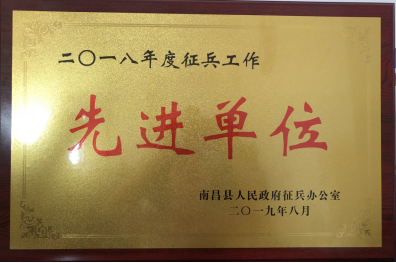 二〇一八年度征兵工作
先进单位
南昌县人民政府征兵办公室
二〇一九年八月